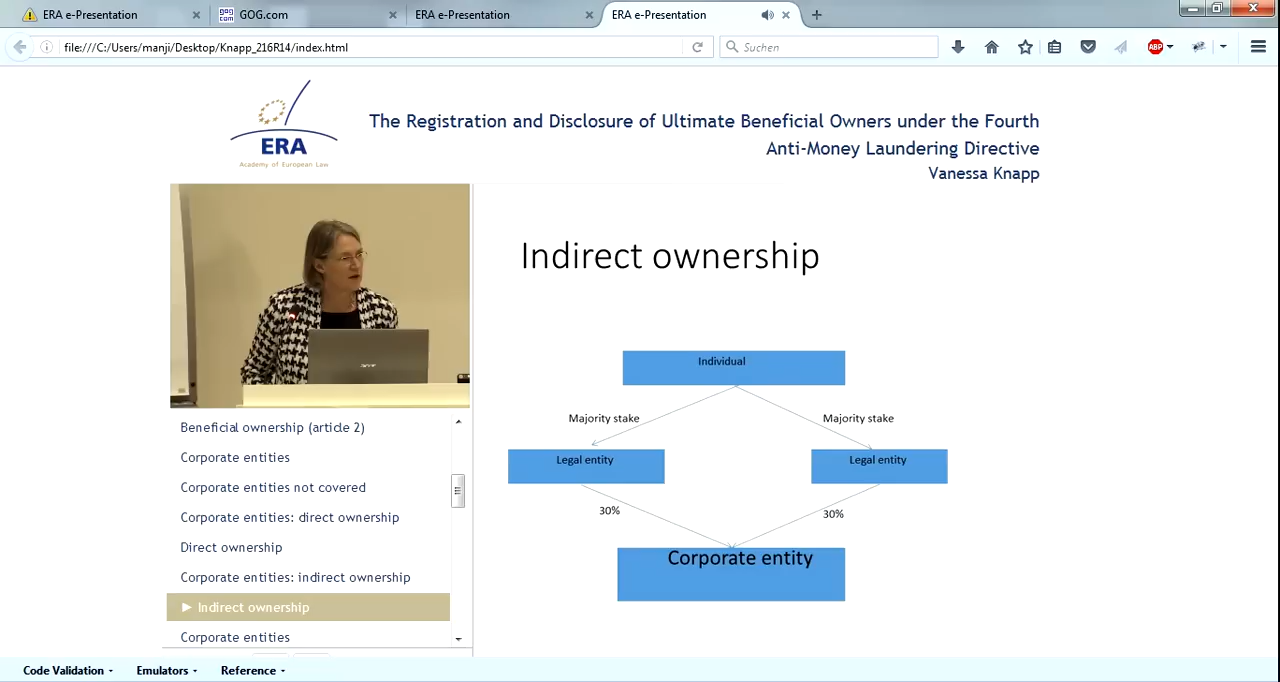 ERA e-Presentation
GOG.com
ERA e-Presentation
ERA e-Presentation
file:///C:/Users/manji/Desktop/Knapp_216R14/index.html
Suchen
ABP
ERA
Academy of European Law
The Registration and Disclosure of Ultimate Beneficial Owners under the Fourth
Anti-Money Laundering Directive
Vanessa Knapp
acer
Beneficial ownership (article 2)
Corporate entities
Corporate entities not covered
Corporate entities: direct ownership
Direct ownership
Corporate entities: indirect ownership
Indirect ownership
Corporate entities
Indirect ownership
Individual
Majority stake
Majority stake
Legal entity
Legal entity
30%
30%
Corporate entity
Code Validation
Emulators
Reference